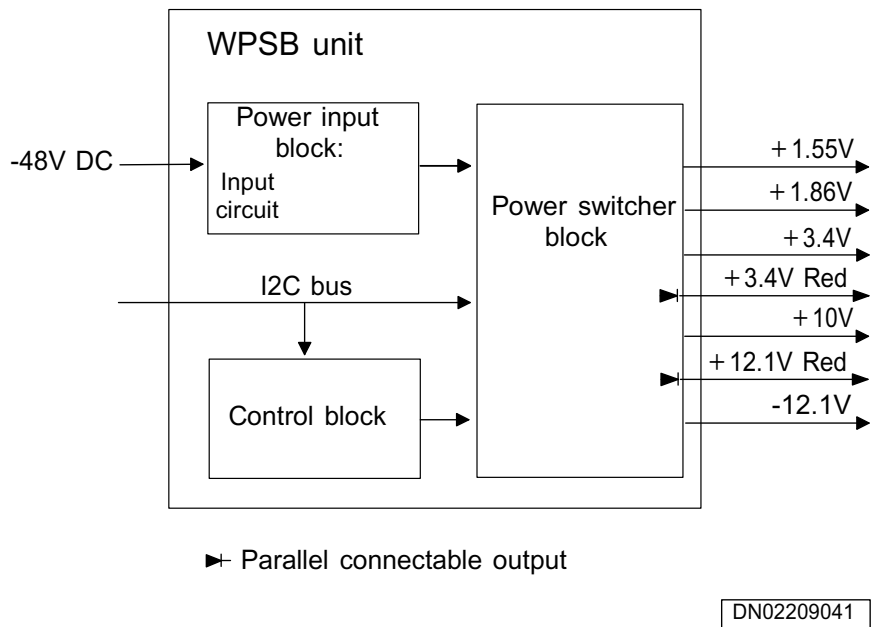 WPSB unit
Power input
block:
Input
circuit
-48V DC
Power switcher
block
+1.55V
+1.86V
+3.4V
+3.4V Red
+10V
+12.1V Red
-12.1V
I2C bus
Control block
Parallel connectable output
DN02209041